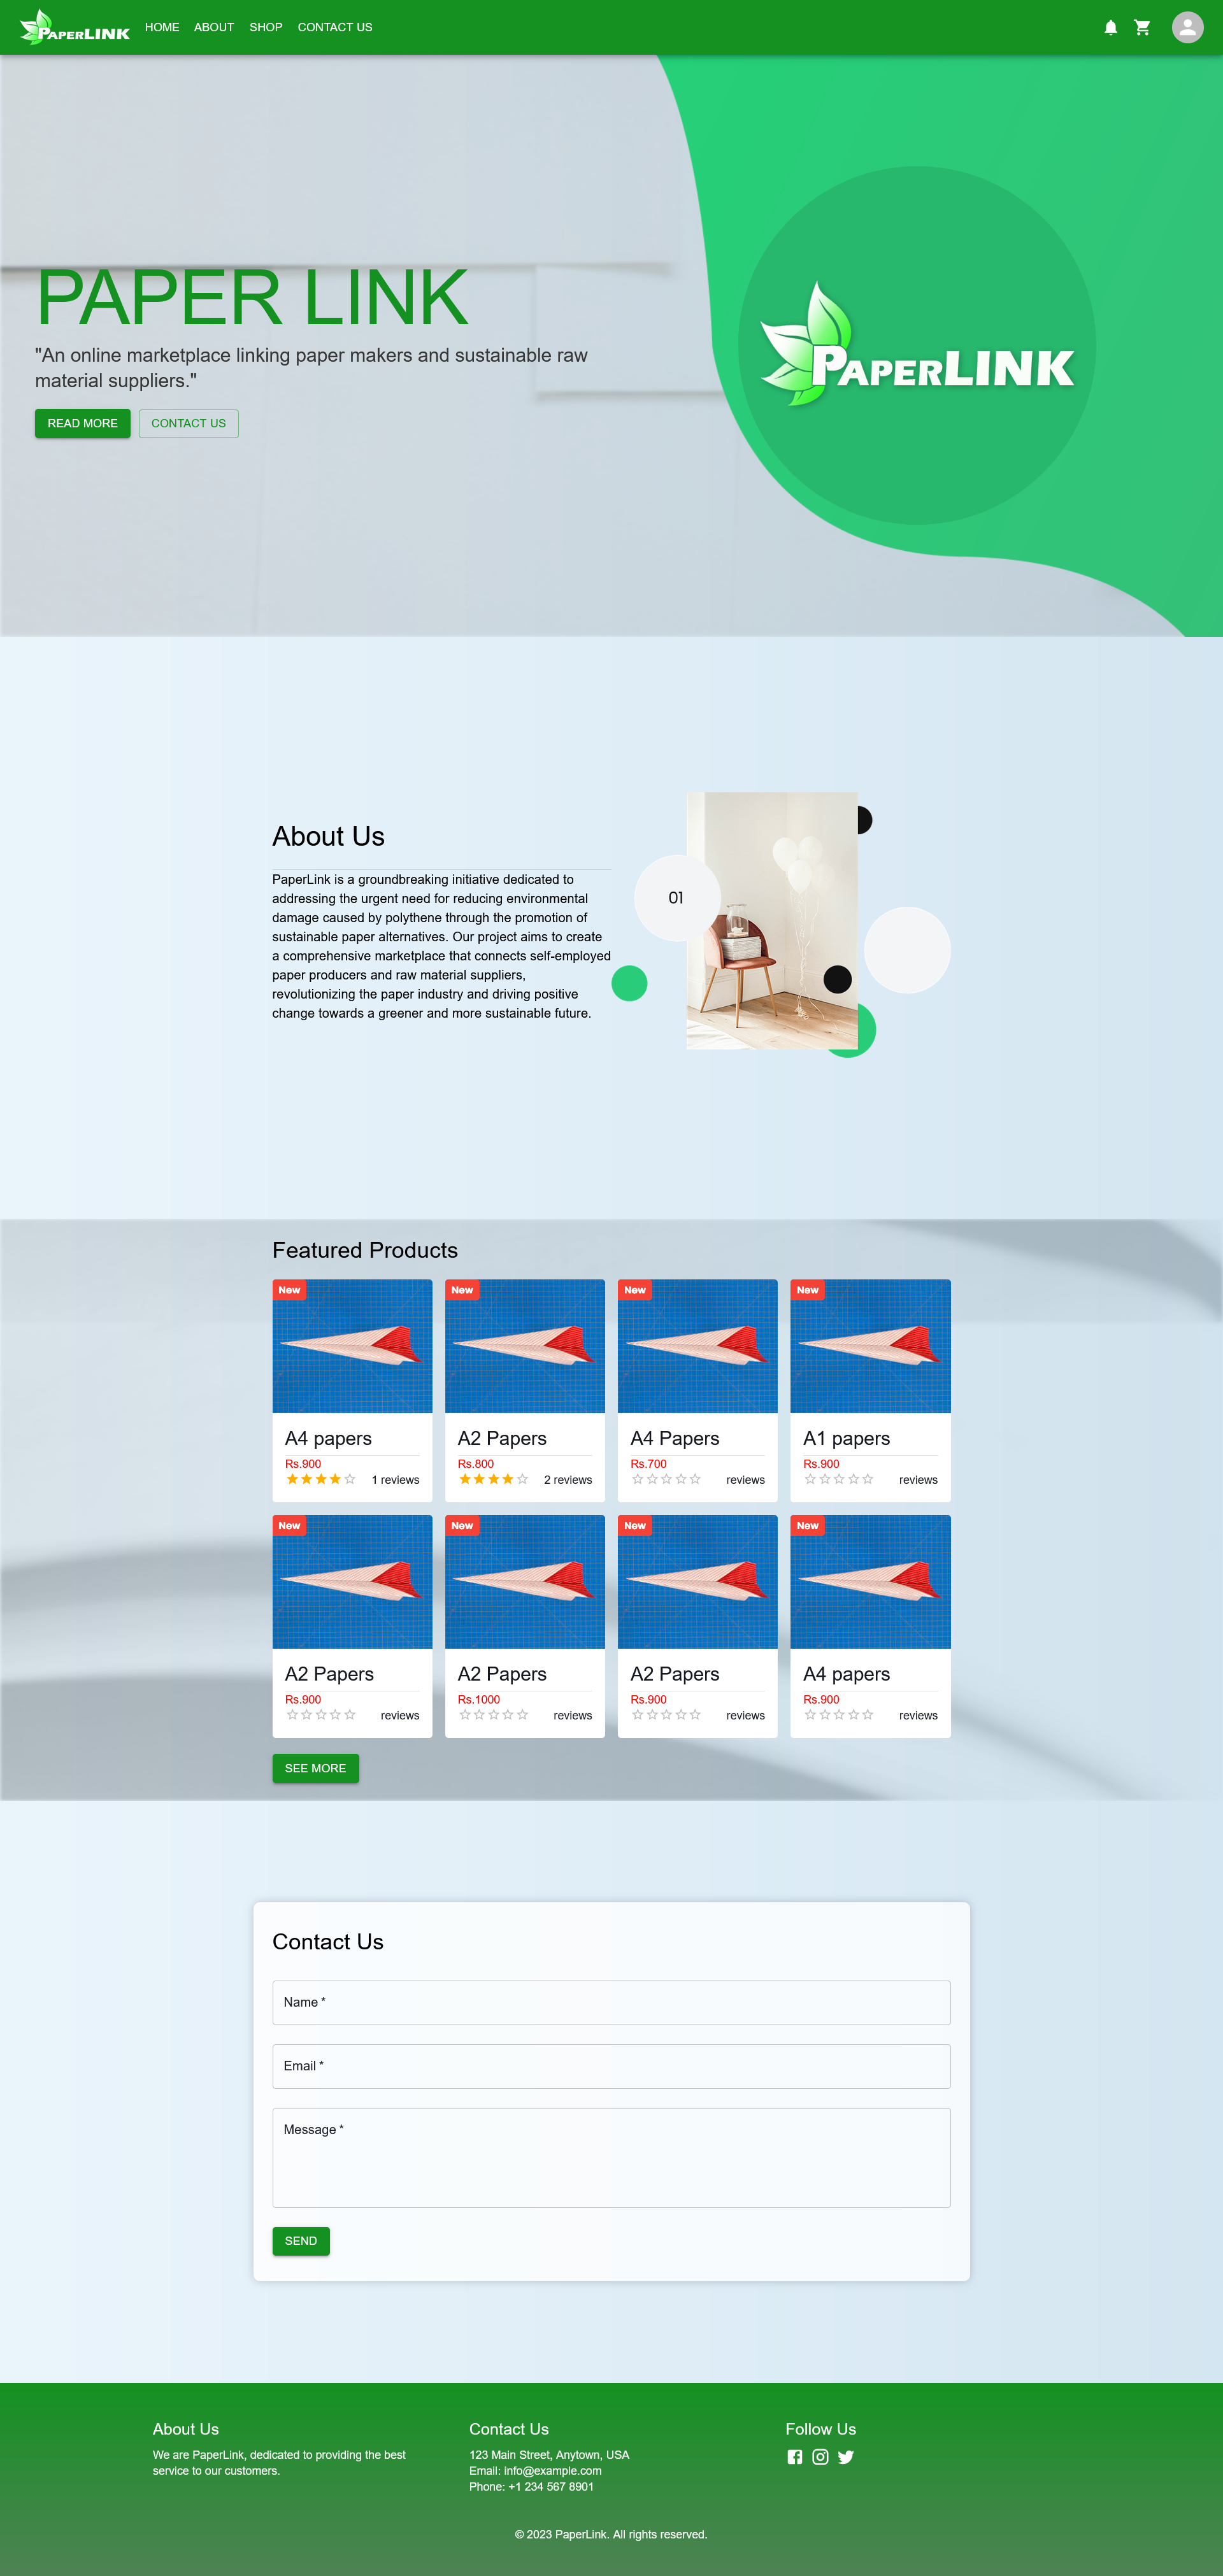 PAPERLINK
HOME ABOUT SHOP CONTACT US
PAPER LINK
"An online marketplace linking paper makers and sustainable raw
material suppliers."
READ MORE CONTACT US
PAPERLINK
About Us
PaperLink is a groundbreaking initiative dedicated to
addressing the urgent need for reducing environmental
damage caused by polythene through the promotion of
sustainable paper alternatives. Our project aims to create
a comprehensive marketplace that connects self-employed
paper producers and raw material suppliers,
revolutionizing the paper industry and driving positive
change towards a greener and more sustainable future.
01
Featured Products
New New New New
A4 papers A2 Papers A4 Papers A1 papers
Rs.900 Rs.800 Rs.700 Rs.900
1 reviews 2 reviews reviews reviews
New New New New
A2 Papers A2 Papers A2 Papers A4 papers
Rs.900 Rs.1000 Rs.900 Rs.900
reviews reviews reviews reviews
SEE MORE
Contact Us
Name *
Email *
Message *
SEND
About Us
We are PaperLink, dedicated to providing the best
service to our customers.
Contact Us
123 Main Street, Anytown, USA
Email: info@example.com
Phone: +1 234 567 8901
Follow Us
© 2023 PaperLink. All rights reserved.